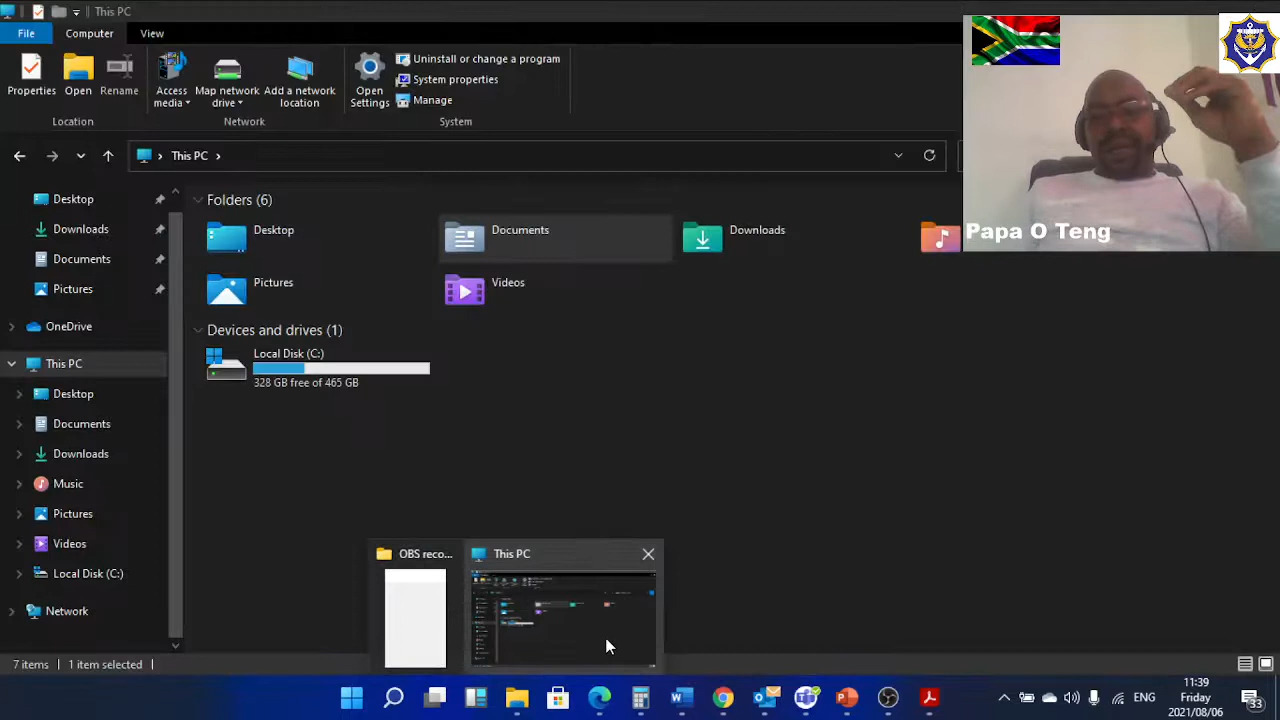 This PC
File
Computer
View
Properties
Open
Rename
Access media
Map network drive
Add a network location
Open Settings
Uninstall or change a program
System properties
Manage
Location
Network
System
This PC
Desktop
Downloads
Documents
Pictures
OneDrive
This PC
Desktop
Documents
Downloads
Music
Pictures
Videos
Local Disk (C:)
Network
Folders (6)
Desktop
Documents
Downloads
Pictures
Videos
Devices and drives (1)
Local Disk (C:)
328 GB free of 465 GB
Papa O Teng
OBS reco...
This PC
7 items
1 item selected
ENG
11:39
Friday
2021/08/06
33